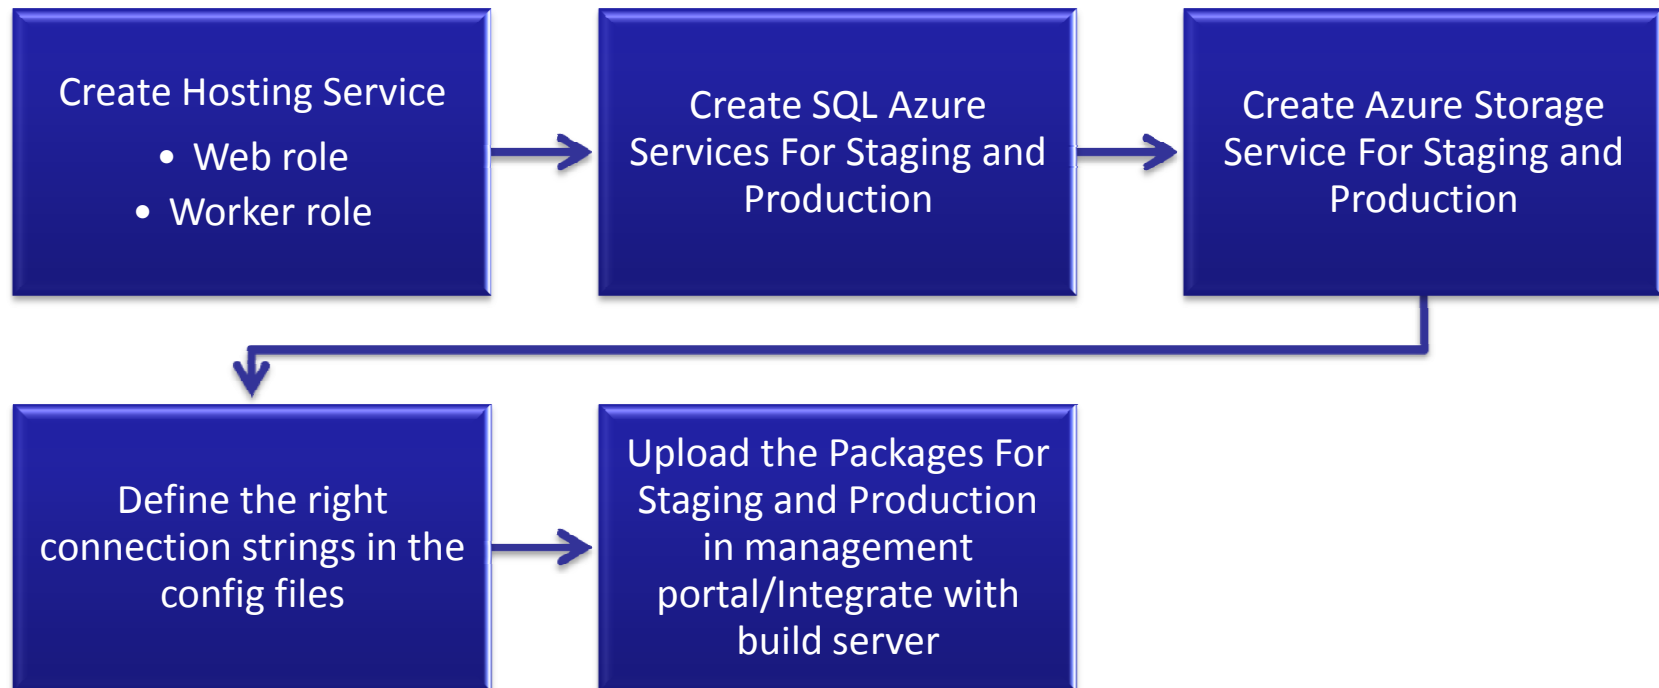 Create Hosting Service
• Web role
• Worker role
Create SQL Azure
Services For Staging and
Production
Create Azure Storage
Service For Staging and
Production
Define the right
connection strings in the
config files
Upload the Packages For
Staging and Production
in management
portal/Integrate with
build server